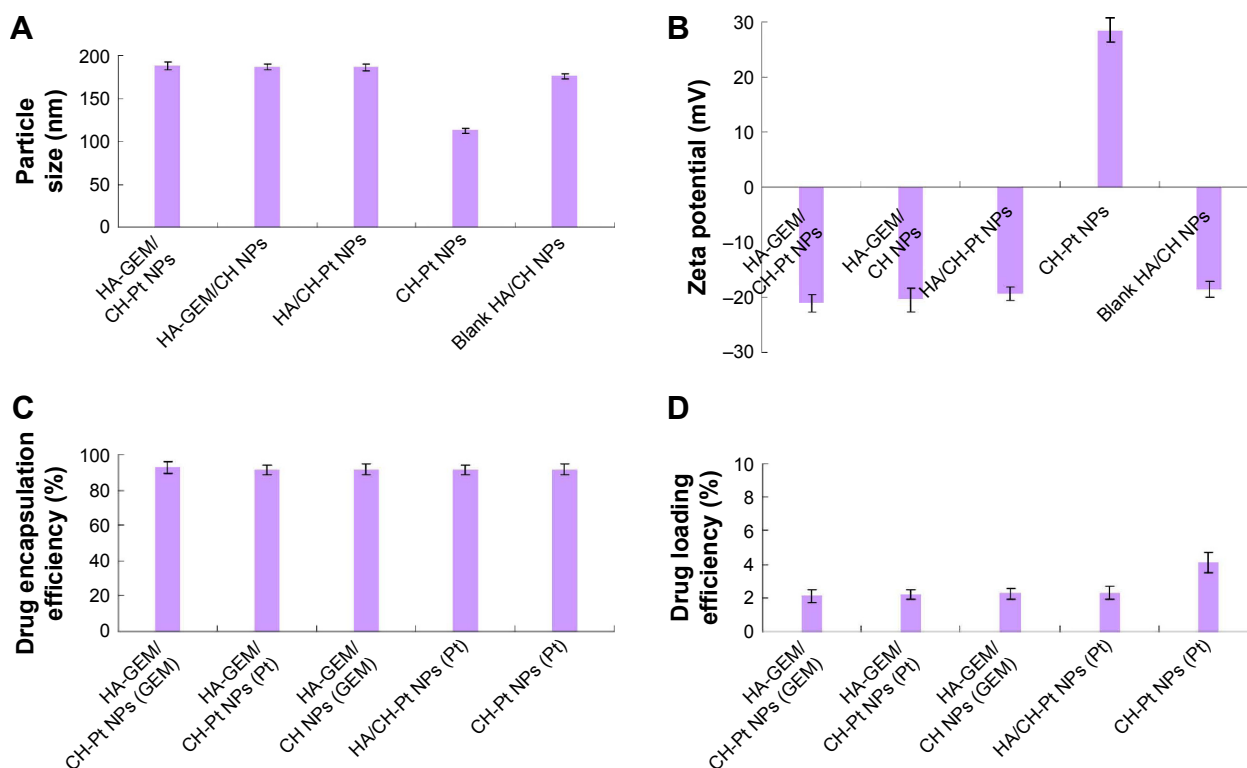 A
Particle
size (nm)
200
150
100
50
0
HA-GEM/
CH-Pt NPs
HA-GEM/CH NPs
HA/CH-Pt NPs
CH-Pt NPs
Blank HA/CH NPs
B
Zeta potential (mV)
30
20
10
0
–10
–20
–30
HA-GEM/
CH-Pt NPs
HA-GEM/
CH NPs
HA/CH-Pt NPs
CH-Pt NPs
Blank HA/CH NPs
C
Drug encapsulation
efficiency (%)
100
80
60
40
20
0
HA-GEM/
CH-Pt NPs (GEM)
HA-GEM/
CH-Pt NPs (Pt)
HA-GEM/
CH NPs (GEM)
HA/CH-Pt NPs (Pt)
CH-Pt NPs (Pt)
D
Drug loading
efficiency (%)
10
8
6
4
2
0
HA-GEM/
CH-Pt NPs (GEM)
HA-GEM/
CH-Pt NPs (Pt)
HA-GEM/
CH NPs (GEM)
HA/CH-Pt NPs (Pt)
CH-Pt NPs (Pt)